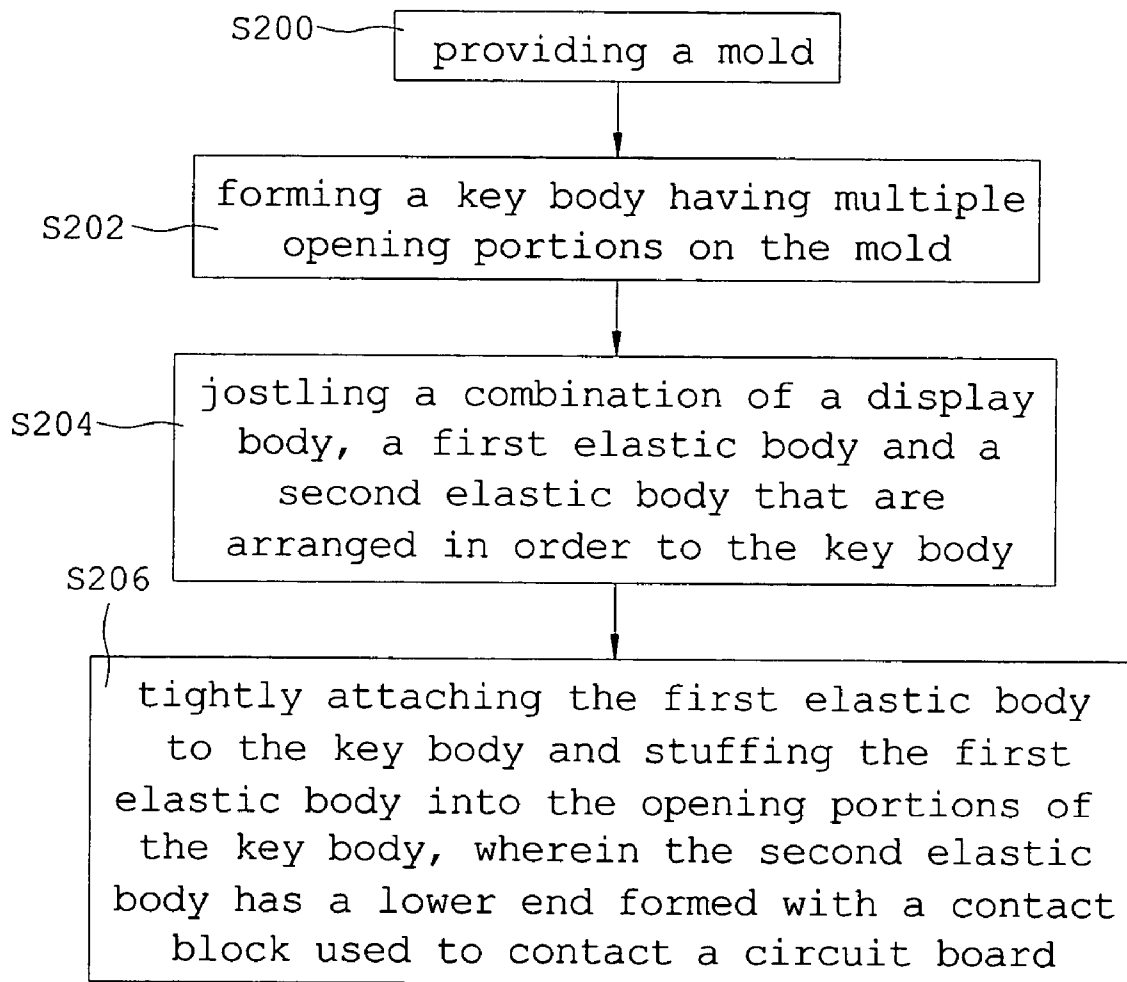 S200
providing a mold
S202
forming a key body having multiple
opening portions on the mold
S204
jostling a combination of a display
body, a first elastic body and a
second elastic body that are
arranged in order to the key body
S206
tightly attaching the first elastic body
to the key body and stuffing the first
elastic body into the opening portions of
the key body, wherein the second elastic
body has a lower end formed with a contact
block used to contact a circuit board